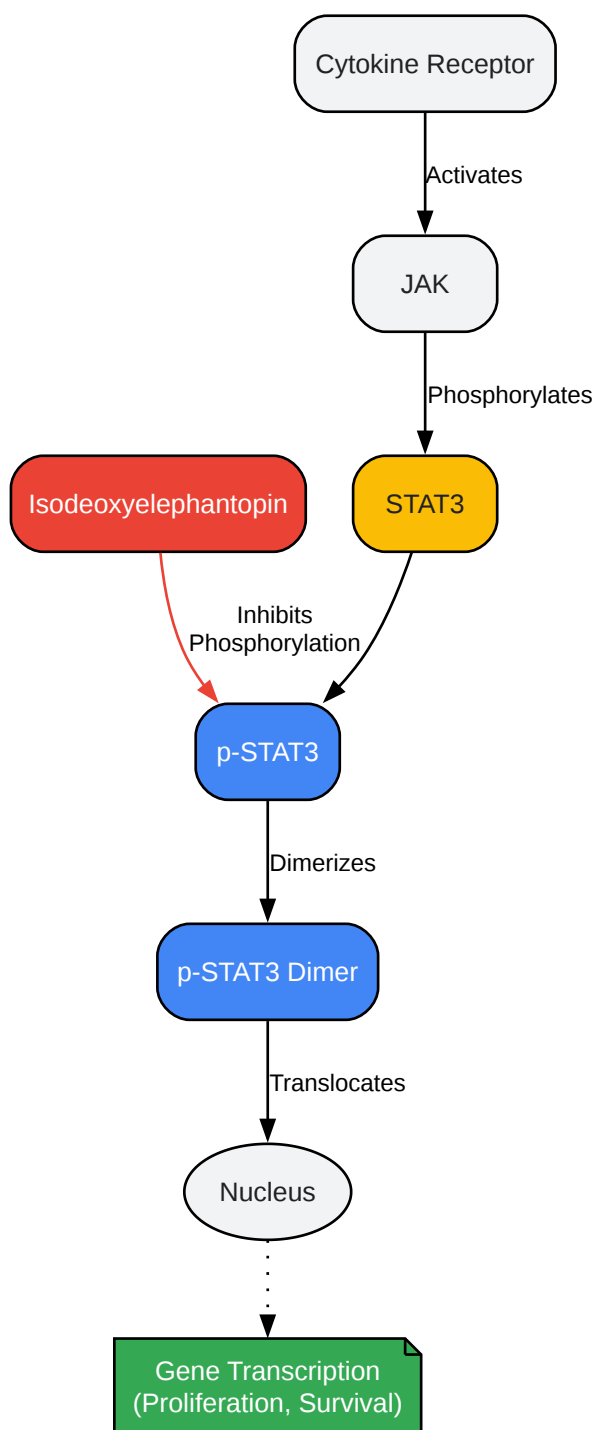 Cytokine Receptor
Activates
JAK
Phosphorylates
Isodeoxyelephantopin
STAT3
Inhibits
Phosphorylation
p-STAT3
Dimerizes
p-STAT3 Dimer
Translocates
Nucleus
Gene Transcription
(Proliferation, Survival)